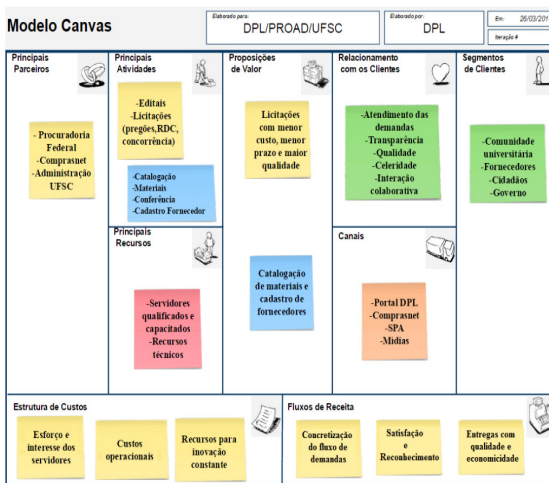 Modelo Canvas
Elaborado para:
DPL/PROAD/UFSC
Elaborado por:
DPL
Em: 26/03/201
Iteração #
Principais
Parceiros
- Procuradoria
Federal
-Comprasnet
-Administração
UFSC
Principais
Atividades
-Editais
-Licitações
(pregões,RDC,
concorrência)
-Catalogação
-Materiais
-Conferência
-Cadastro Fornecedor
Principais
Recursos
-Servidores
qualificados e
capacitados
-Recursos
técnicos
Proposições
de Valor
Licitações
com menor
custo, menor
prazo e maior
qualidade
Catalogação
de materiais e
cadastro de
fornecedores
Relacionamento
com os Clientes
-Atendimento das
demandas
-Transparência
-Qualidade
-Celeridade
-Interação
colaborativa
Canais
-Portal DPL
-Comprasnet
-SPA
-Mídias
Segmentos
de Clientes
-Comunidade
universitária
-Fornecedores
-Cidadãos
-Governo
Estrutura de Custos
Esforço e
interesse dos
servidores
Custos
operacionais
Recursos para
inovação
constante
Fluxos de Receita
Concretização
do fluxo de
demandas
Satisfação
e
Reconhecimento
Entregas com
qualidade e
economicidade